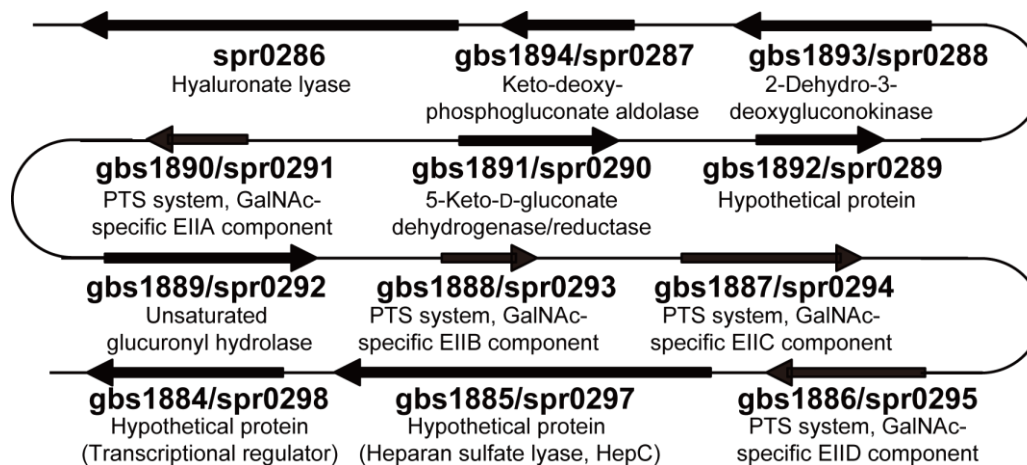 spr0286
Hyaluronate lyase
gbs1894/spr0287
Keto-deoxy-
phosphogluconate aldolase
gbs1893/spr0288
2-Dehydro-3-
deoxygluconokinase
gbs1890/spr0291
PTS system, GalNAc-
specific EIIA component
gbs1891/spr0290
5-Keto-D-gluconate
dehydrogenase/reductase
gbs1892/spr0289
Hypothetical protein
gbs1889/spr0292
Unsaturated
glucuronyl hydrolase
gbs1888/spr0293
PTS system, GalNAc-
specific EIIB component
gbs1887/spr0294
PTS system, GalNAc-
specific EIIC component
gbs1884/spr0298
Hypothetical protein
(Transcriptional regulator)
gbs1885/spr0297
Hypothetical protein
(Heparan sulfate lyase, HepC)
gbs1886/spr0295
PTS system, GalNAc-
specific EIID component